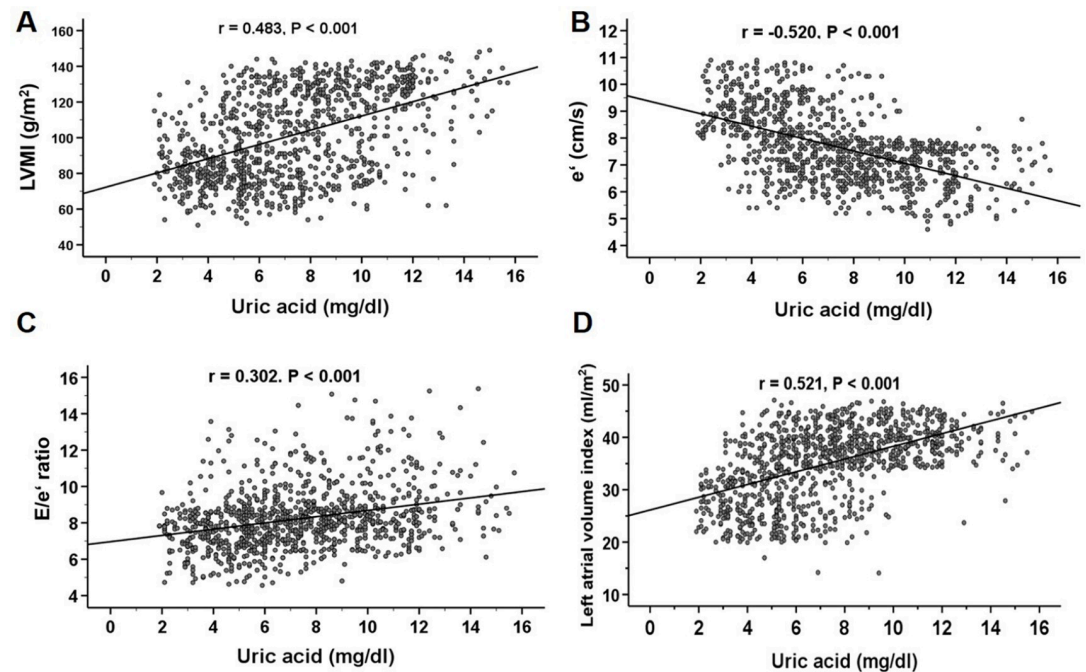 A
r = 0.483, P < 0.001
LVMI (g/m²)
160
140
120
100
80
60
40
0 2 4 6 8 10 12 14 16
Uric acid (mg/dl)
B
r = -0.520, P < 0.001
e‘ (cm/s)
12
11
10
9
8
7
6
5
4
0 2 4 6 8 10 12 14 16
Uric acid (mg/dl)
C
r = 0.302. P < 0.001
E/e‘ ratio
16
14
12
10
8
6
4
0 2 4 6 8 10 12 14 16
Uric acid (mg/dl)
D
r = 0.521, P < 0.001
Left atrial volume index (ml/m²)
50
40
30
20
10
0 2 4 6 8 10 12 14 16
Uric acid (mg/dl)